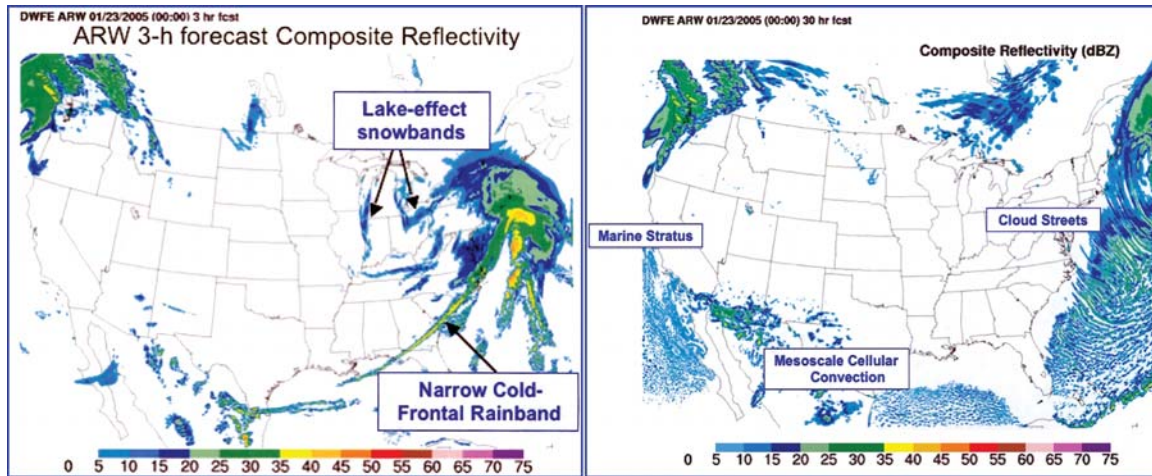 DWFE ARW 01/23/2005 (00:00) 3 hr fcst
ARW 3-h forecast Composite Reflectivity
Lake-effect
snowbands
Narrow Cold-
Frontal Rainband
0 5 10 15 20 25 30 35 40 45 50 55 60 65 70 75
DWFE ARW 01/23/2005 (00:00) 30 hr fcst
Composite Reflectivity (dBZ)
Cloud Streets
Marine Stratus
Mesoscale Cellular
Convection
0 5 10 15 20 25 30 35 40 45 50 55 60 65 70 75